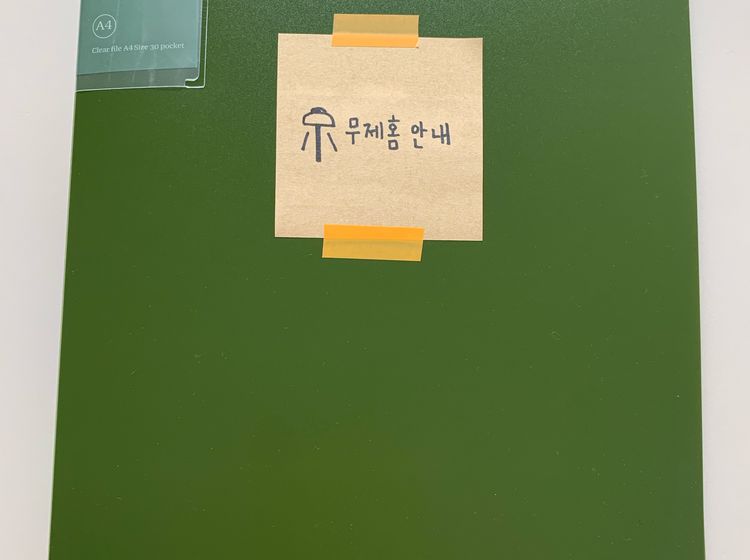 A4
Clear file A4 Size 30 pocket
무제홈 안내